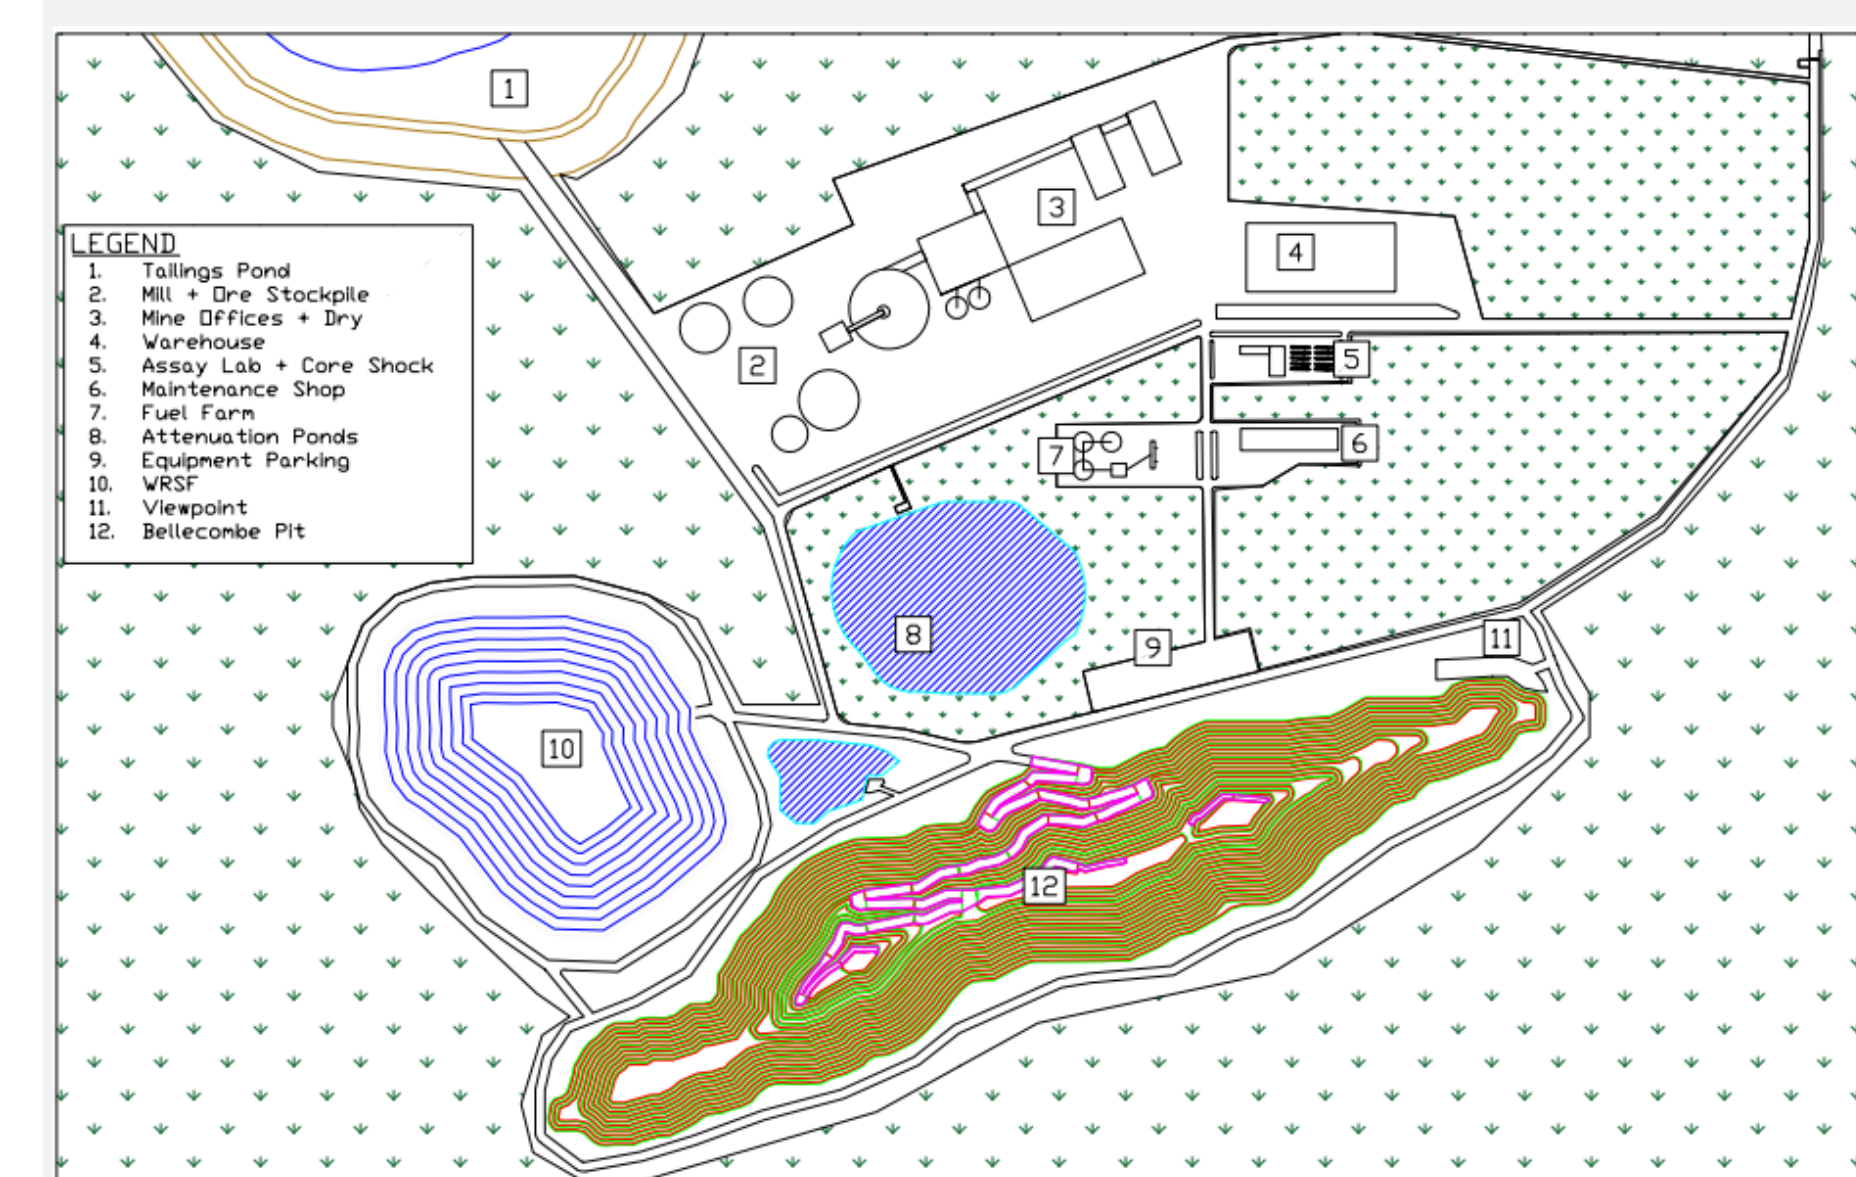 1
3
4
LEGEND
1. Tailings Pond
2. Mill + Ore Stockpile
3. Mine Offices + Dry
4. Warehouse
5. Assay Lab + Core Shock
6. Maintenance Shop
7. Fuel Farm
8. Attenuation Ponds
9. Equipment Parking
10. WRSF
11. Viewpoint
12. Bellecombe Pit
2
5
6
7
8
9
11
10
12